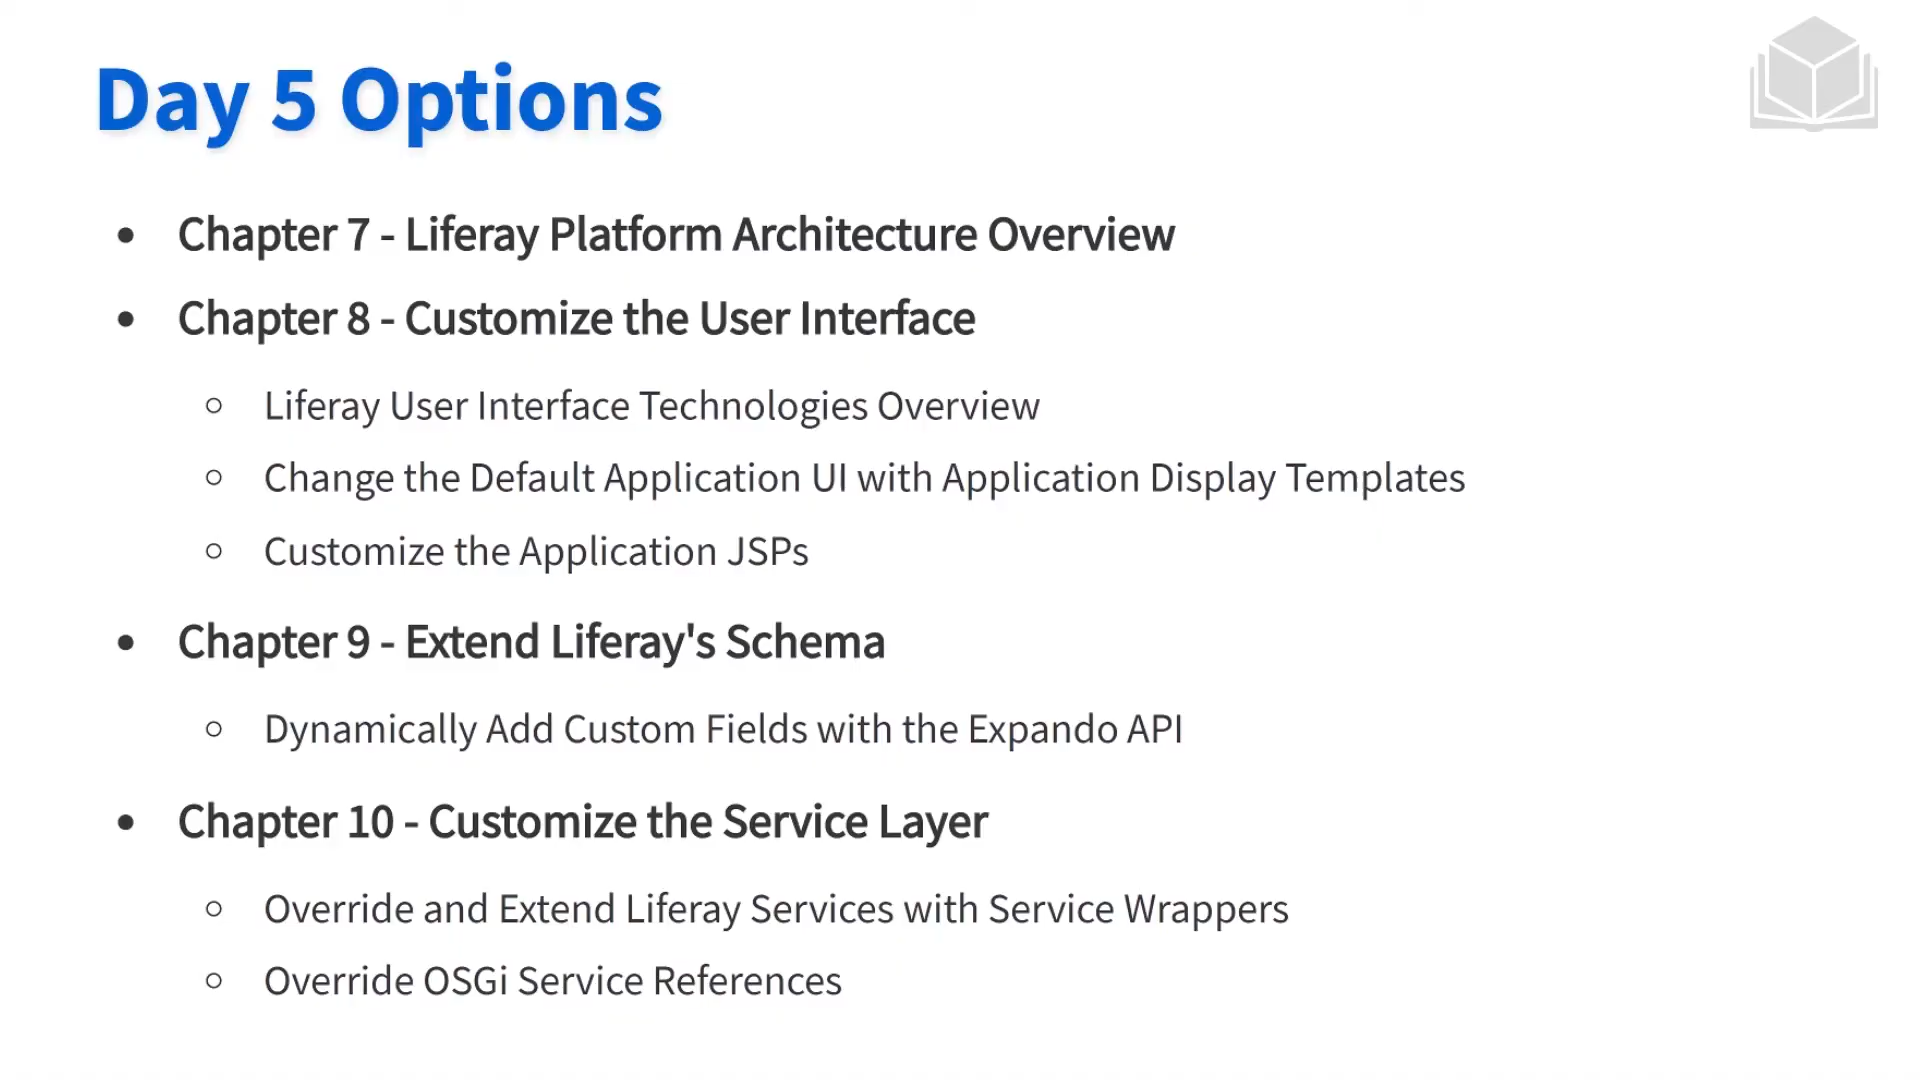 Day 5 Options
• Chapter 7 - Liferay Platform Architecture Overview
• Chapter 8 - Customize the User Interface
○ Liferay User Interface Technologies Overview
○ Change the Default Application UI with Application Display Templates
○ Customize the Application JSPs
• Chapter 9 - Extend Liferay's Schema
○ Dynamically Add Custom Fields with the Expando API
• Chapter 10 - Customize the Service Layer
○ Override and Extend Liferay Services with Service Wrappers
○ Override OSGi Service References